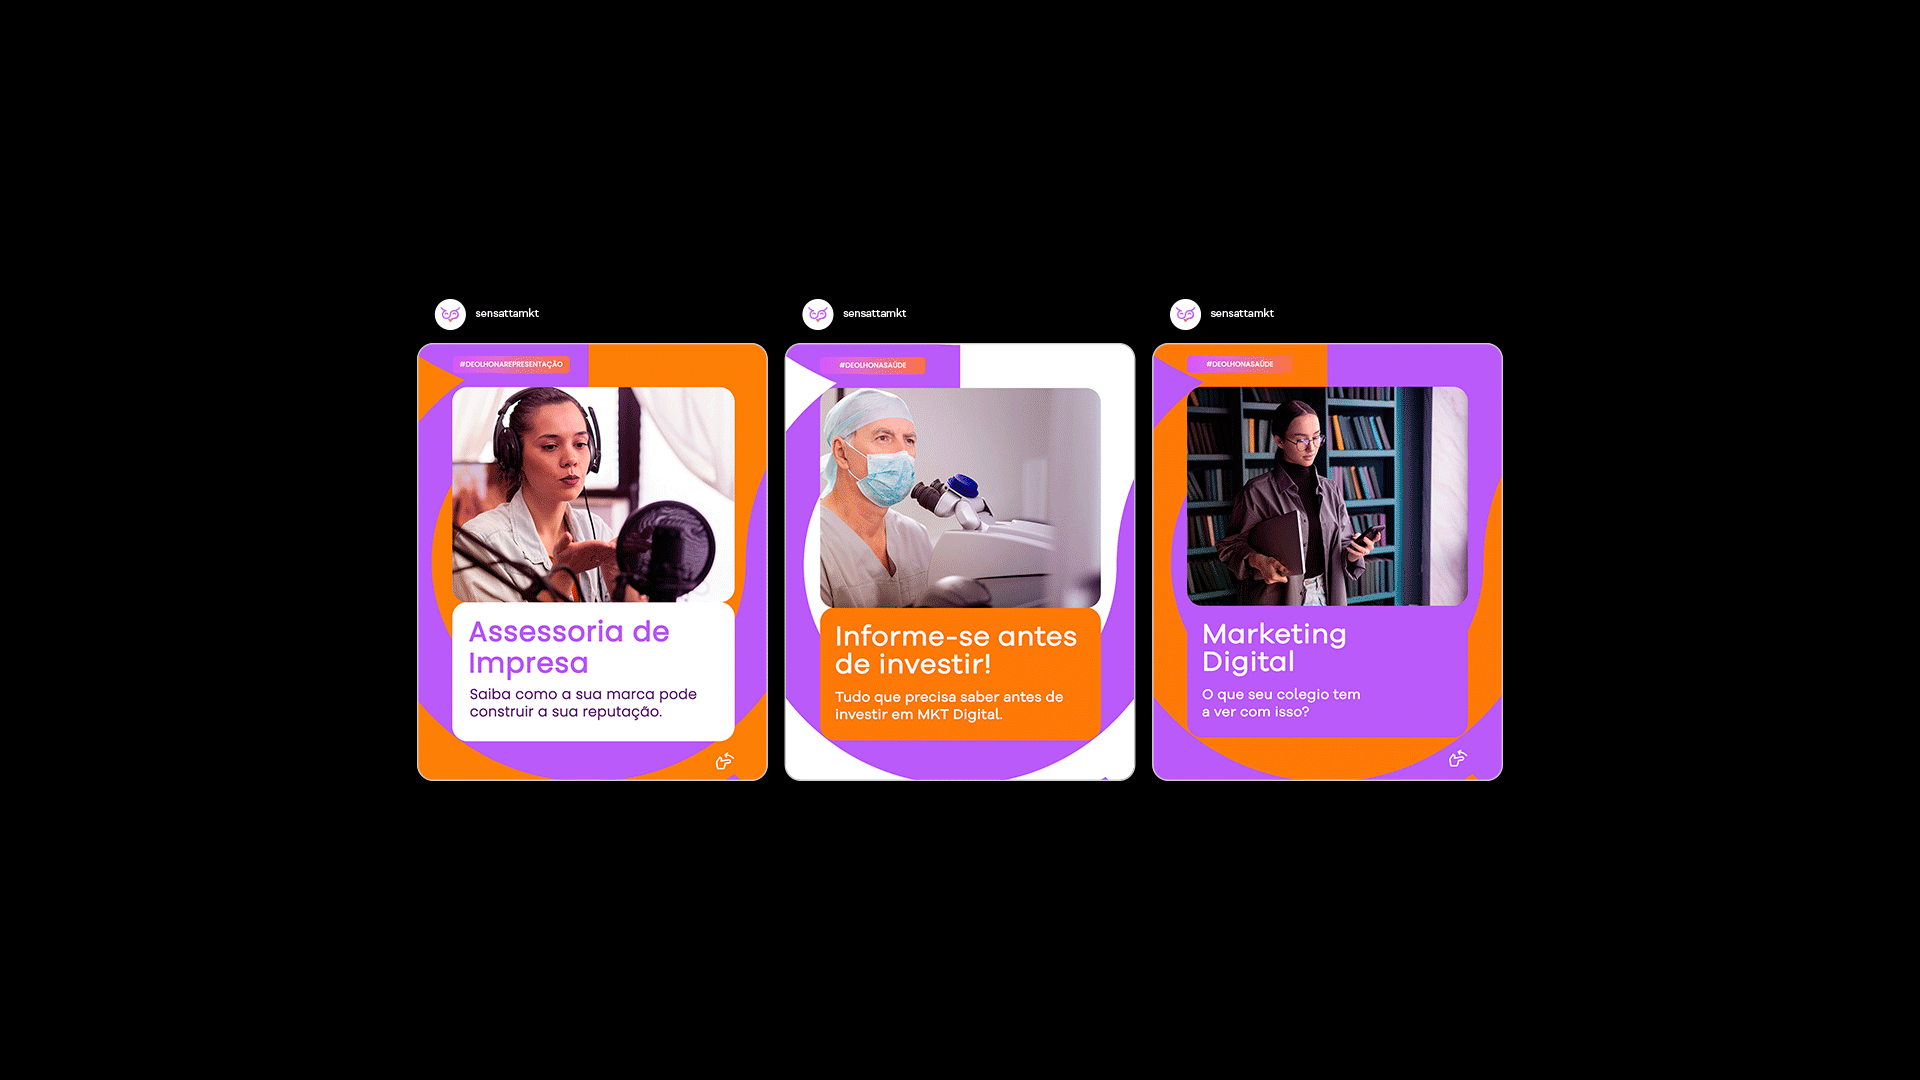 sensattamkt
#DEOLHONAREPRESENTAÇÃO
Assessoria de
Impresa
Saiba como a sua marca pode
construir a sua reputação.
sensattamkt
#DEOLHONASAÚDE
Informe-se antes
de investir!
Tudo que precisa saber antes de
investir em MKT Digital.
sensattamkt
#DEOLHONASAÚDE
Marketing
Digital
O que seu colegio tem
a ver com isso?